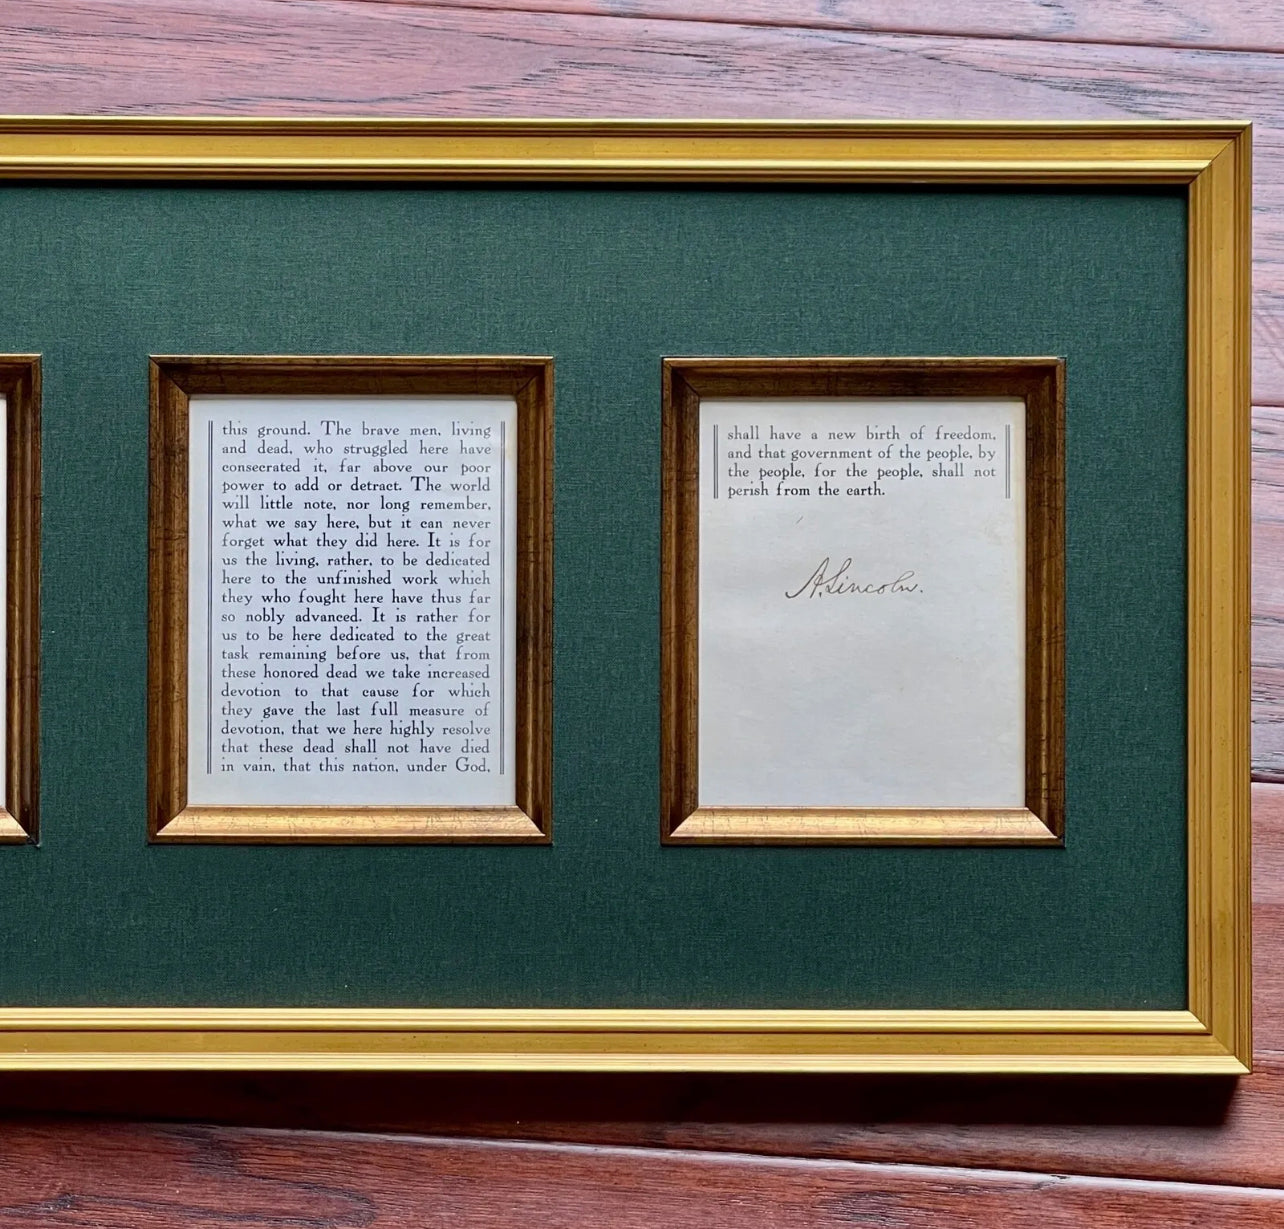 this ground. The brave men, living
and dead, who struggled here have
consecrated it, far above our poor
power to add or detract. The world
will little note, nor long remember,
what we say here, but it can never
forget what they did here. It is for
us the living, rather, to be dedicated
here to the unfinished work which
they who fought here have thus far
so nobly advanced. It is rather for
us to be here dedicated to the great
task remaining before us, that from
these honored dead we take increased
devotion to that cause for which
they gave the last full measure of
devotion, that we here highly resolve
that these dead shall not have died
in vain, that this nation, under God,
shall have a new birth of freedom,
and that government of the people, by
the people, for the people, shall not
perish from the earth.
A. Lincoln.